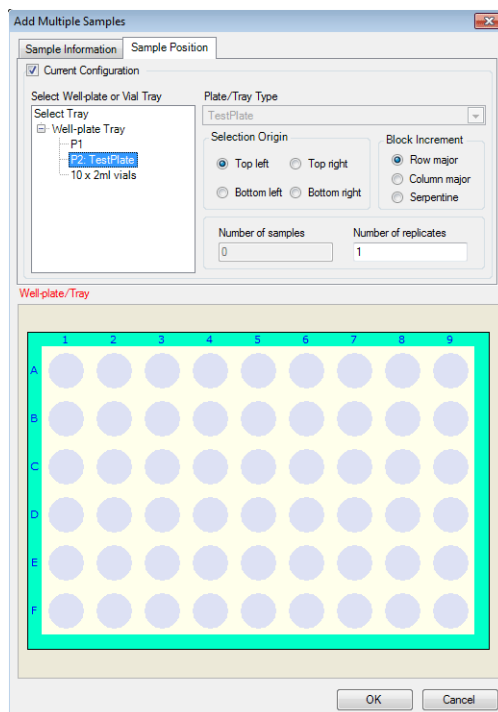 Add Multiple Samples
Sample Information Sample Position
Current Configuration
Select Well-plate or Vial Tray Plate/Tray Type
Select Tray TestPlate
Well-plate Tray
P1
P2: TestPlate
10 x 2ml vials
Selection Origin Block Increment
Top left Top right Row major
Column major
Bottom left Bottom right Serpentine
Number of samples Number of replicates
0 1
Well-plate/Tray
1 2 3 4 5 6 7 8 9
A
B
C
D
E
F
OK Cancel